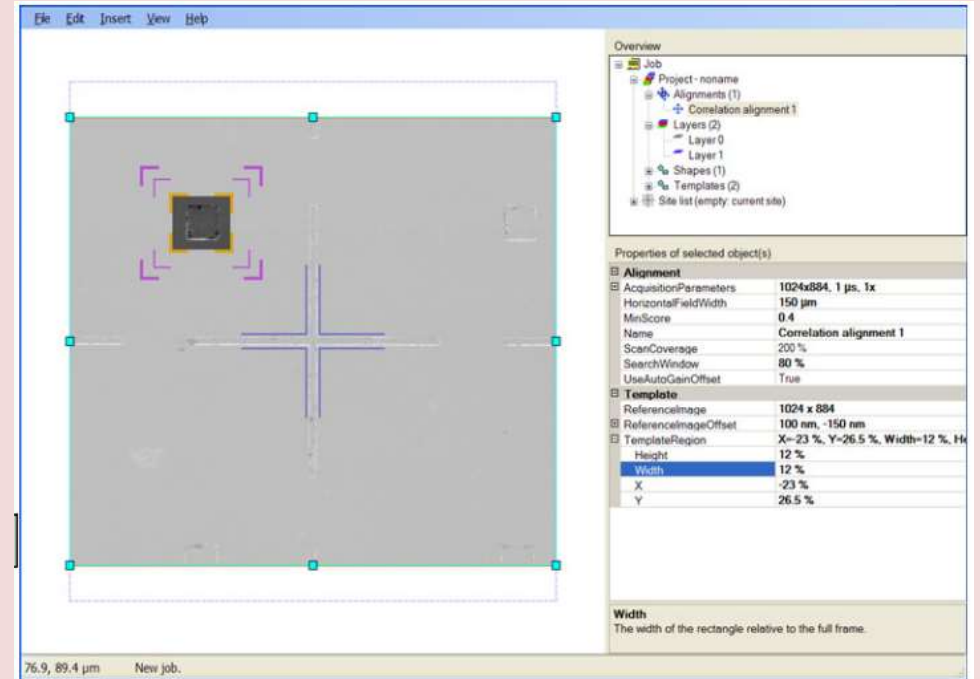 File Edit Insert View Help
Overview
Job
Project - noname
Alignments (1)
Correlation alignment 1
Layers (2)
Layer 0
Layer 1
Shapes (1)
Templates (2)
Site list (empty: current site)
Properties of selected object(s)
Alignment
AcquisitionParameters 1024x884, 1 µs, 1x
HorizontalFieldWidth 150 µm
MinScore 0.4
Name Correlation alignment 1
ScanCoverage 200 %
SearchWindow 80 %
UseAutoGainOffset True
Template
ReferenceImage 1024 x 884
ReferenceImageOffset 100 nm, -150 nm
TemplateRegion X=-23 %, Y=26.5 %, Width=12 %, He
Height 12 %
Width 12 %
X -23 %
Y 26.5 %
Width
The width of the rectangle relative to the full frame.
76.9, 89.4 µm New job.